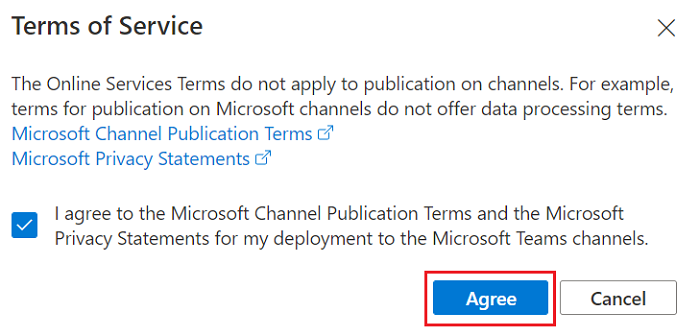 Terms of Service
The Online Services Terms do not apply to publication on channels. For example,
terms for publication on Microsoft channels do not offer data processing terms.
Microsoft Channel Publication Terms
Microsoft Privacy Statements
I agree to the Microsoft Channel Publication Terms and the Microsoft
Privacy Statements for my deployment to the Microsoft Teams channels.
Agree
Cancel